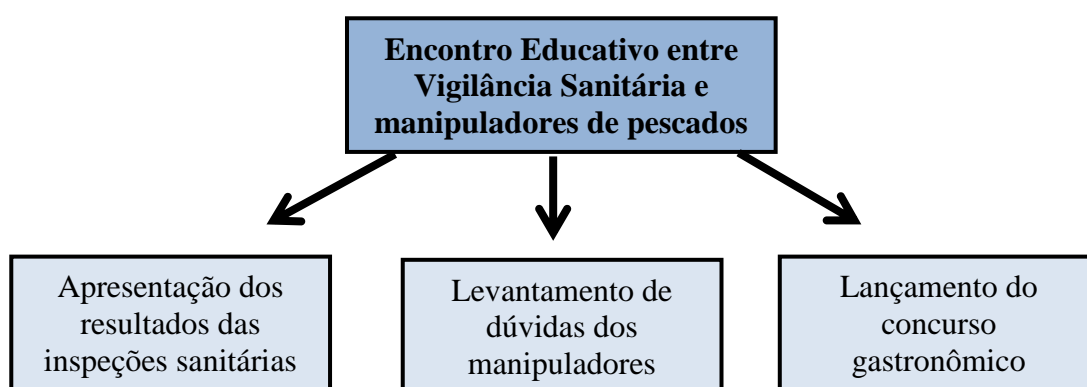 Encontro Educativo entre
Vigilância Sanitária e
manipuladores de pescados
Apresentação dos
resultados das
inspeções sanitárias
Levantamento de
dúvidas dos
manipuladores
Lançamento do
concurso
gastronômico